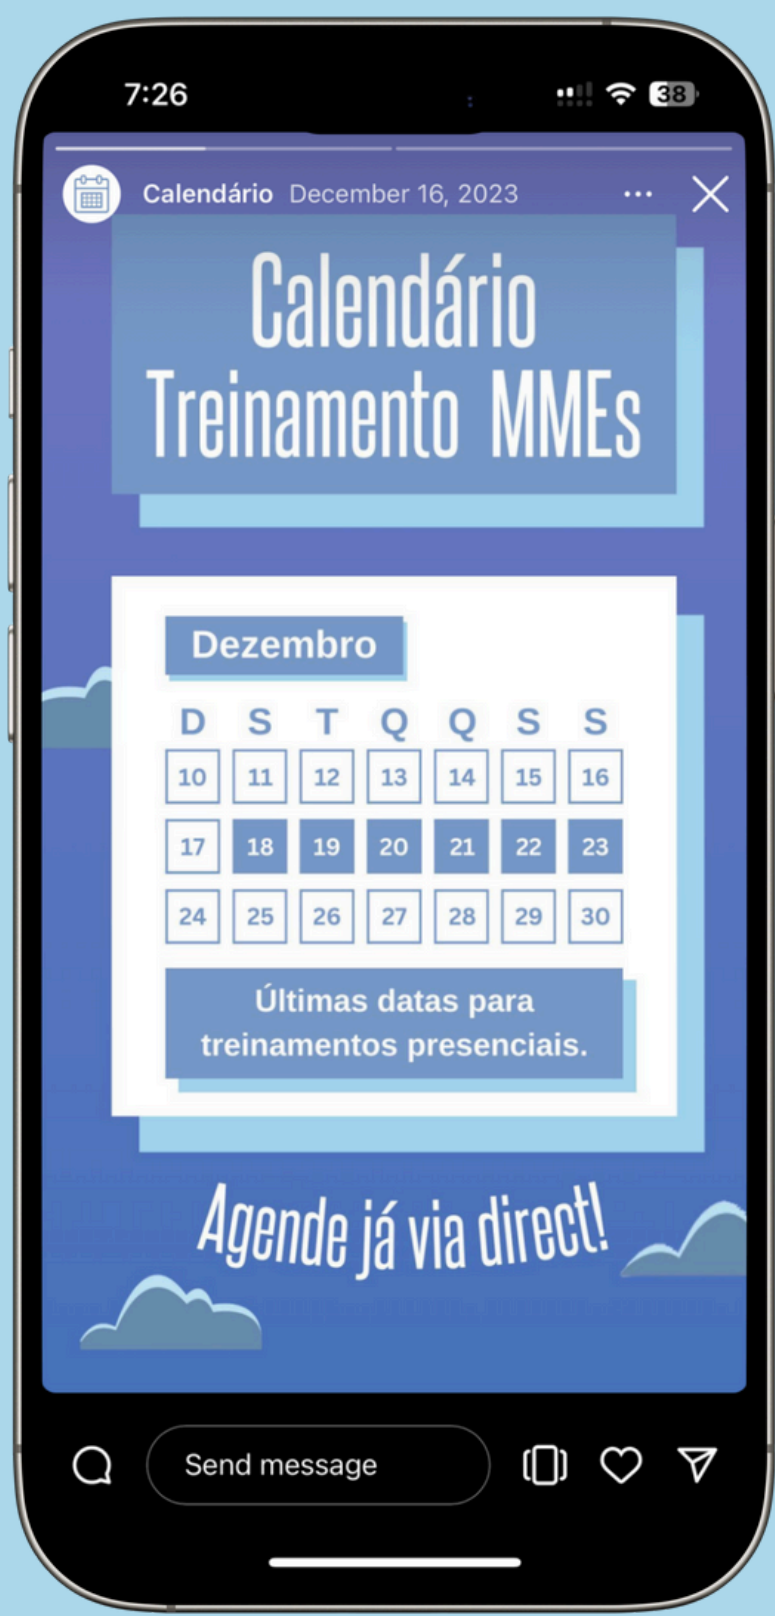 7:26
38
Calendário December 16, 2023
Calendário
Treinamento MMEs
Dezembro
D S T Q Q S S
10 11 12 13 14 15 16
17 18 19 20 21 22 23
24 25 26 27 28 29 30
Últimas datas para
treinamentos presenciais.
Agende já via direct!
Send message